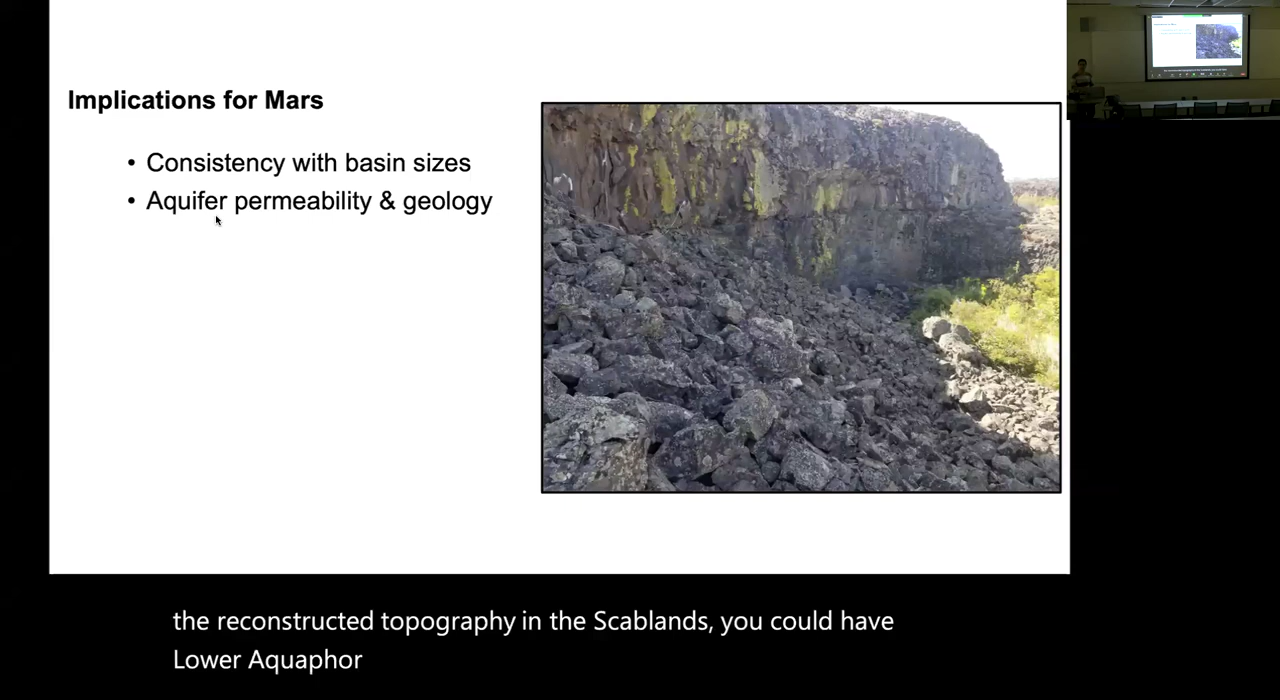 Implications for Mars
• Consistency with basin sizes
• Aquifer permeability & geology
the reconstructed topography in the Scablands, you could have
Lower Aquaphor